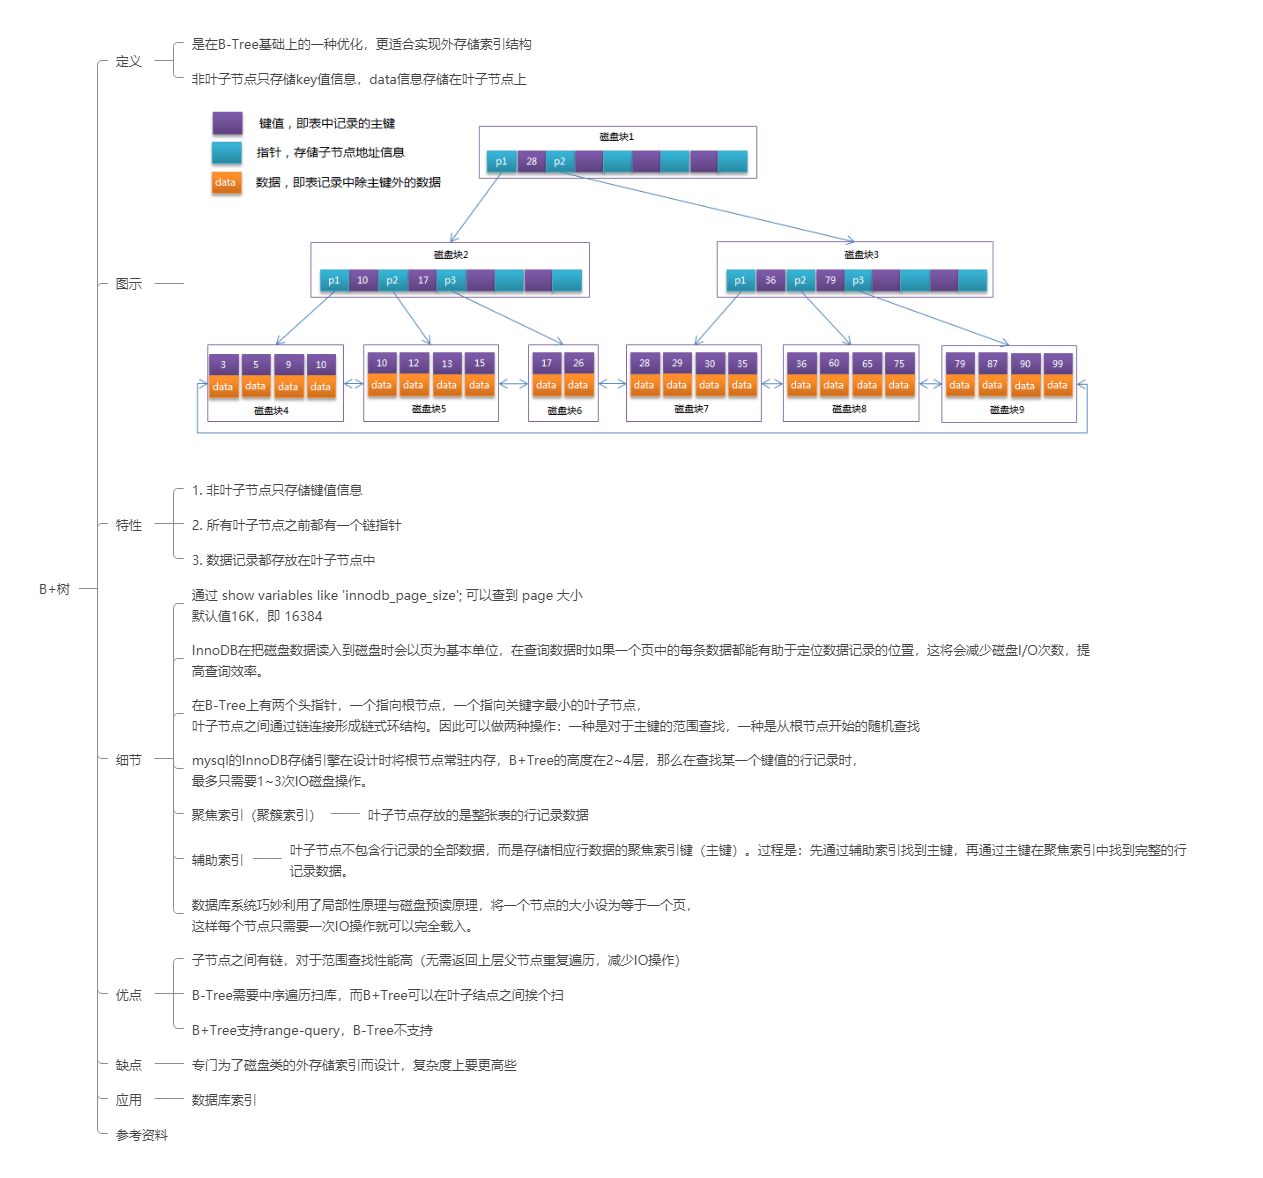 B+树
定义
是在B-Tree基础上的一种优化，更适合实现外存储索引结构
非叶子节点只存储key值信息，data信息存储在叶子节点上
图示
键值，即表中记录的主键
指针，存储子节点地址信息
data 数据，即表记录中除主键外的数据
磁盘块1
p1 28 p2
磁盘块2
p1 10 p2 17 p3
磁盘块3
p1 36 p2 79 p3
3 5 9 10
data data data data
磁盘块4
10 12 13 15
data data data data
磁盘块5
17 26
data data
磁盘块6
28 29 30 35
data data data data
磁盘块7
36 60 65 75
data data data data
磁盘块8
79 87 90 99
data data data data
磁盘块9
特性
1. 非叶子节点只存储键值信息
2. 所有叶子节点之前都有一个链指针
3. 数据记录都存放在叶子节点中
细节
通过 show variables like 'innodb_page_size'; 可以查到 page 大小
默认值16K，即 16384
InnoDB在把磁盘数据读入到磁盘时会以页为基本单位，在查询数据时如果一个页中的每条数据都能有助于定位数据记录的位置，这将会减少磁盘I/O次数，提
高查询效率。
在B-Tree上有两个头指针，一个指向根节点，一个指向关键字最小的叶子节点，
叶子节点之间通过链连接形成链式环结构。因此可以做两种操作：一种是对于主键的范围查找，一种是从根节点开始的随机查找
mysql的InnoDB存储引擎在设计时将根节点常驻内存，B+Tree的高度在2~4层，那么在查找某一个键值的行记录时，
最多只需要1~3次IO磁盘操作。
聚焦索引（聚簇索引）
叶子节点存放的是整张表的行记录数据
辅助索引
叶子节点不包含行记录的全部数据，而是存储相应行数据的聚焦索引键（主键）。过程是：先通过辅助索引找到主键，再通过主键在聚焦索引中找到完整的行
记录数据。
数据库系统巧妙利用了局部性原理与磁盘预读原理，将一个节点的大小设为等于一个页，
这样每个节点只需要一次IO操作就可以完全载入。
优点
子节点之间有链，对于范围查找性能高（无需返回上层父节点重复遍历，减少IO操作）
B-Tree需要中序遍历扫库，而B+Tree可以在叶子结点之间挨个扫
B+Tree支持range-query，B-Tree不支持
缺点
专门为了磁盘类的外存储索引而设计，复杂度上要更高些
应用
数据库索引
参考资料